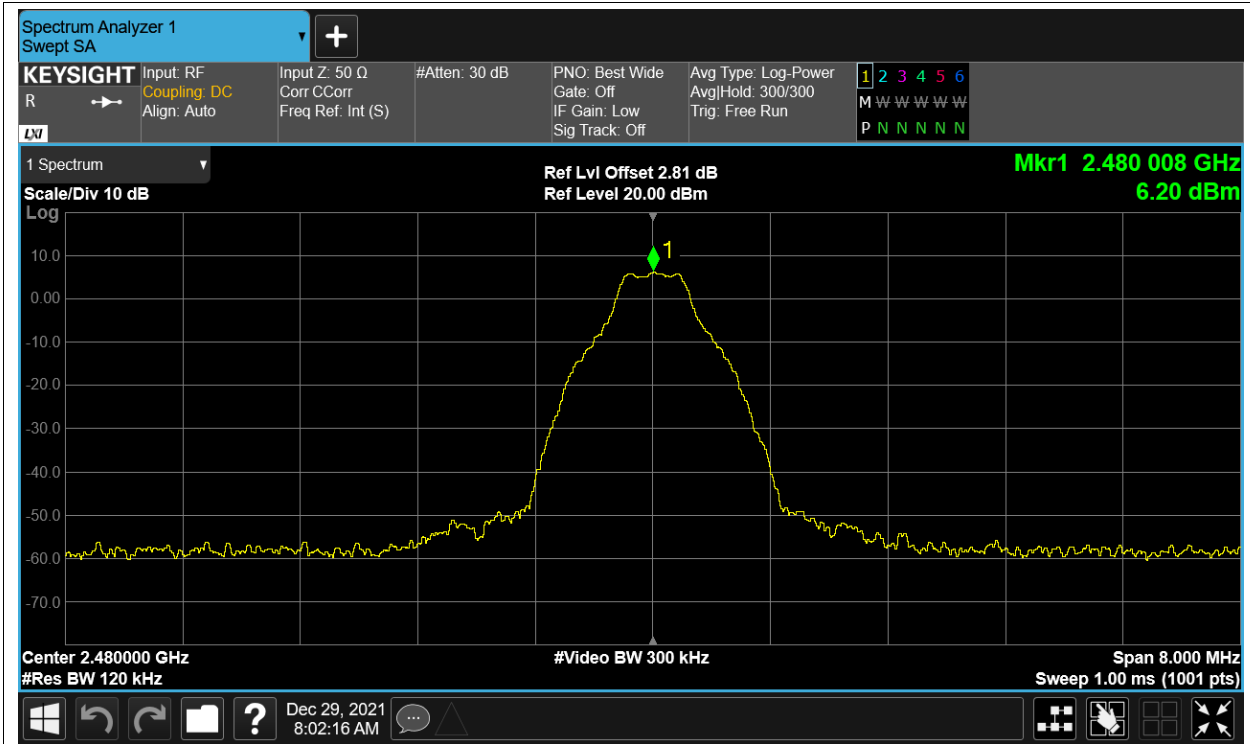 Spectrum Analyzer 1
Swept SA
KEYSIGHT
R
LXI
Input: RF
Coupling: DC
Align: Auto
Input Z: 50 Ω
Corr CCorr
Freq Ref: Int (S)
#Atten: 30 dB
PNO: Best Wide
Gate: Off
IF Gain: Low
Sig Track: Off
Avg Type: Log-Power
Avg|Hold: 300/300
Trig: Free Run
1 2 3 4 5 6
M W W W W W
P N N N N N
1 Spectrum
Scale/Div 10 dB
Log
Ref Lvl Offset 2.81 dB
Ref Level 20.00 dBm
Mkr1 2.480 008 GHz
6.20 dBm
1
10.0
0.00
-10.0
-20.0
-30.0
-40.0
-50.0
-60.0
-70.0
Center 2.480000 GHz
#Res BW 120 kHz
#Video BW 300 kHz
Span 8.000 MHz
Sweep 1.00 ms (1001 pts)
?
Dec 29, 2021
8:02:16 AM